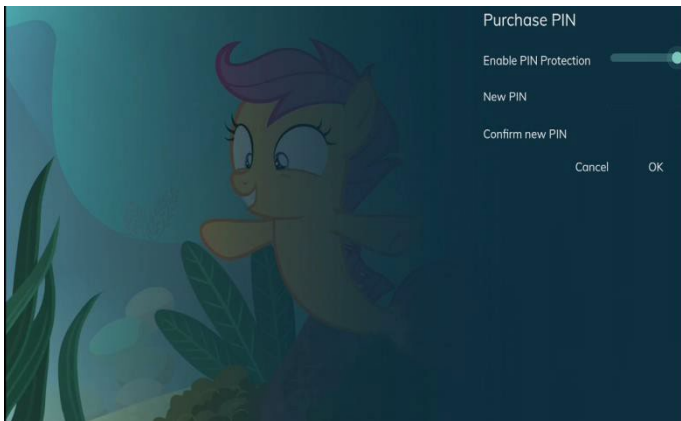 Purchase PIN
Enable PIN Protection
New PIN
Confirm new PIN
Cancel OK